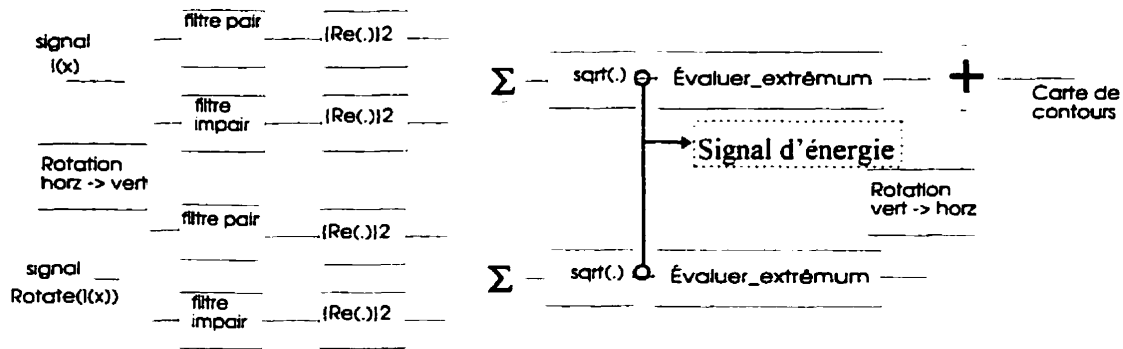 filtre pair
{Re(.)}2
signal
I(x)
Σ
sqrt(.)
Évaluer_extrêmum
+
Carte de
contours
filtre
impair
{Re(.)}2
Signal d'énergie
Rotation
horz -> vert
Rotation
vert -> horz
filtre pair
{Re(.)}2
signal
Rotate(I(x))
Σ
sqrt(.)
Évaluer_extrêmum
filtre
impair
{Re(.)}2